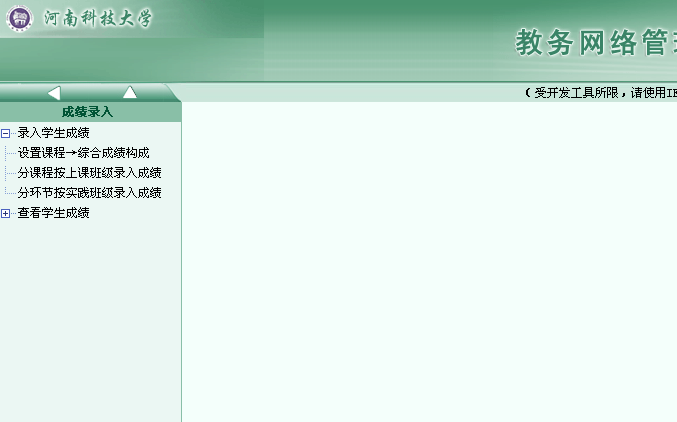 河南科技大学
教务网络管
（受开发工具所限，请使用IE
成绩录入
录入学生成绩
设置课程→综合成绩构成
分课程按上课班级录入成绩
分环节按实践班级录入成绩
查看学生成绩